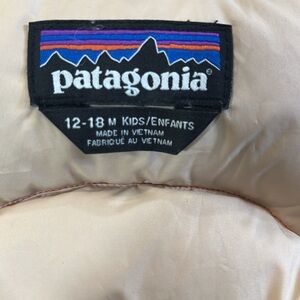 patagonia®
12-18 M KIDS/ENFANTS
MADE IN VIETNAM
FABRIQUÉ AU VIETNAM